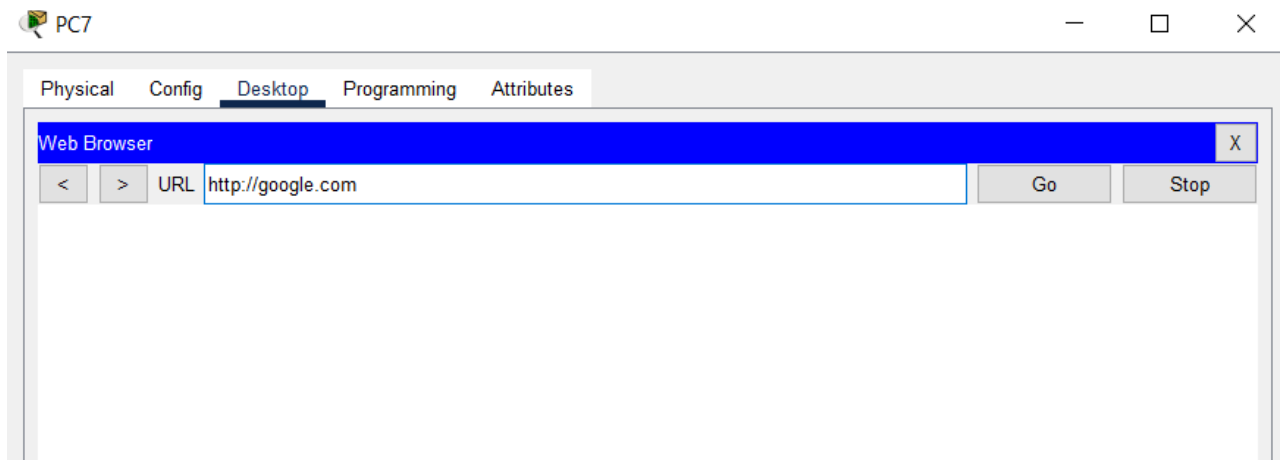 PC7
Physical Config Desktop Programming Attributes
Web Browser X
< > URL http://google.com Go Stop